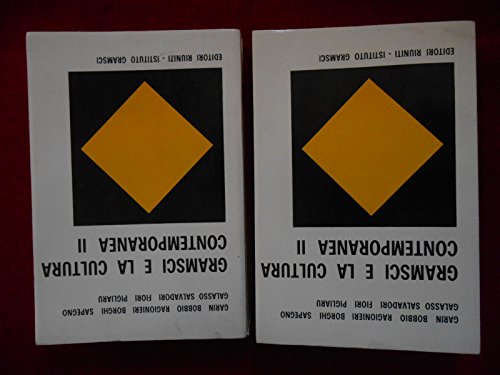 GARIN BOBBIO RAGIONIERI BORGHI SAPEGNO
GALASSO SALVADORI FIORI PIGLIARU
GRAMSCI E LA CULTURA
CONTEMPORANEA II
EDITORI RIUNITI - ISTITUTO GRAMSCI
GARIN BOBBIO RAGIONIERI BORGHI SAPEGNO
GALASSO SALVADORI FIORI PIGLIARU
GRAMSCI E LA CULTURA
CONTEMPORANEA II
EDITORI RIUNITI - ISTITUTO GRAMSCI